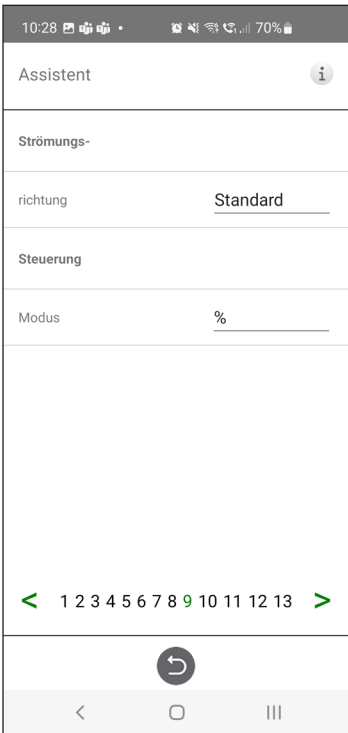 10:28 70%
Assistent i
Strömungs-
richtung Standard
Steuerung
Modus %
< 1 2 3 4 5 6 7 8 9 10 11 12 13 >